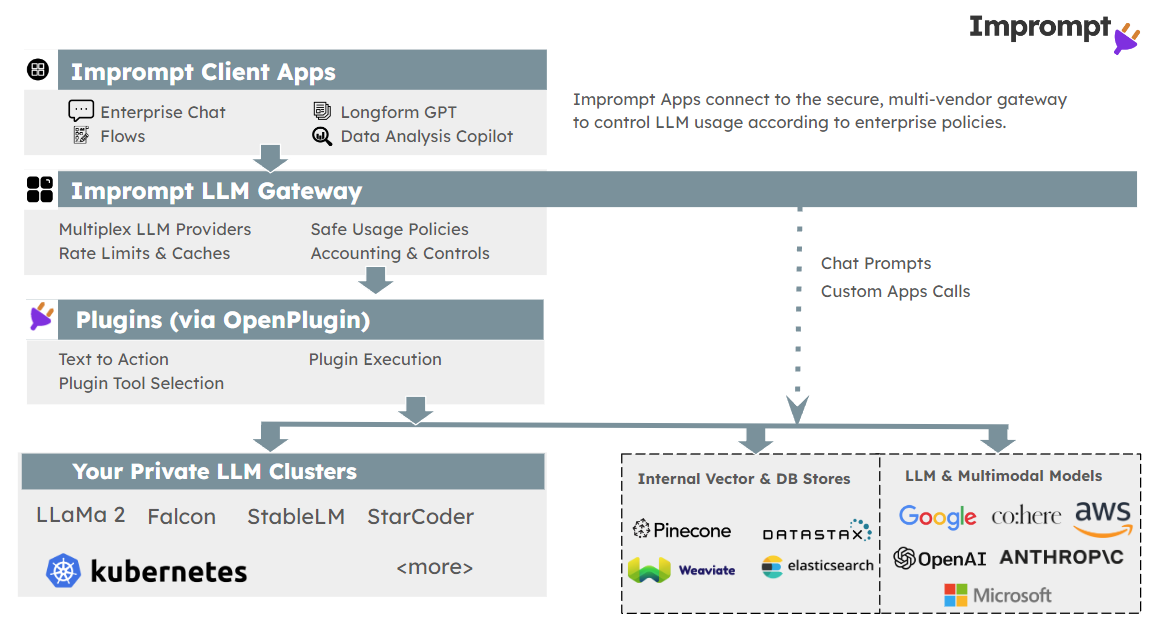 Imprompt
Imprompt Client Apps
Enterprise Chat
Longform GPT
Flows
Data Analysis Copilot
Imprompt Apps connect to the secure, multi-vendor gateway
to control LLM usage according to enterprise policies.
Imprompt LLM Gateway
Multiplex LLM Providers
Safe Usage Policies
Rate Limits & Caches
Accounting & Controls
Chat Prompts
Custom Apps Calls
Plugins (via OpenPlugin)
Text to Action
Plugin Execution
Plugin Tool Selection
Your Private LLM Clusters
LLaMa 2
Falcon
StableLM
StarCoder
kubernetes
<more>
Internal Vector & DB Stores
Pinecone
DATASTAX
Weaviate
elasticsearch
LLM & Multimodal Models
Google
co:here
aws
OpenAI
ANTHROP\C
Microsoft